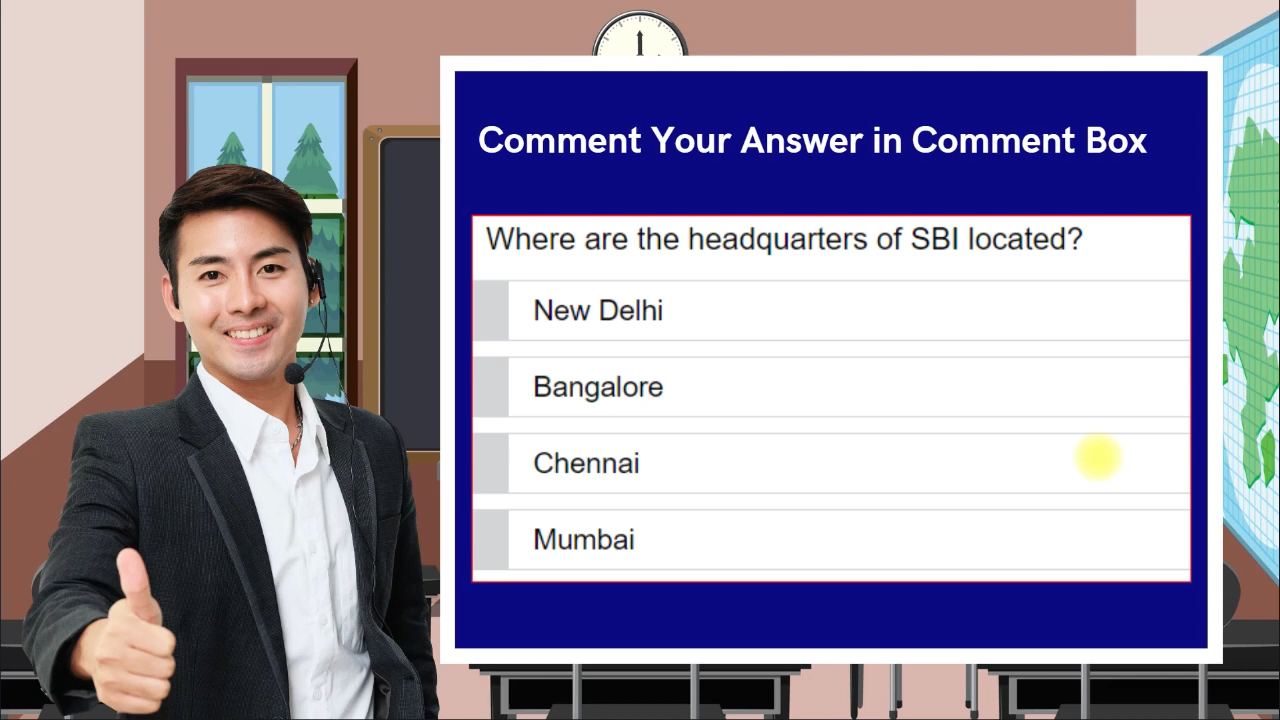 Comment Your Answer in Comment Box
Where are the headquarters of SBI located?
New Delhi
Bangalore
Chennai
Mumbai